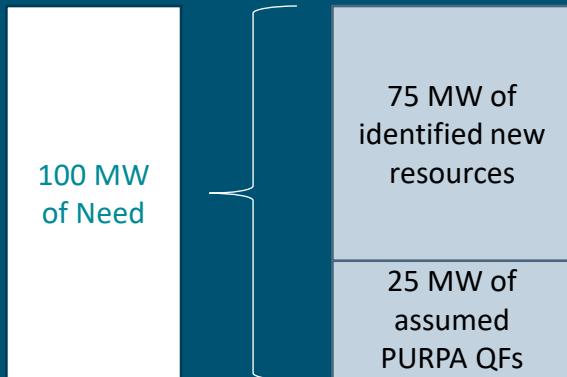 100 MW
of Need
75 MW of
identified new
resources
25 MW of
assumed
PURPA QFs